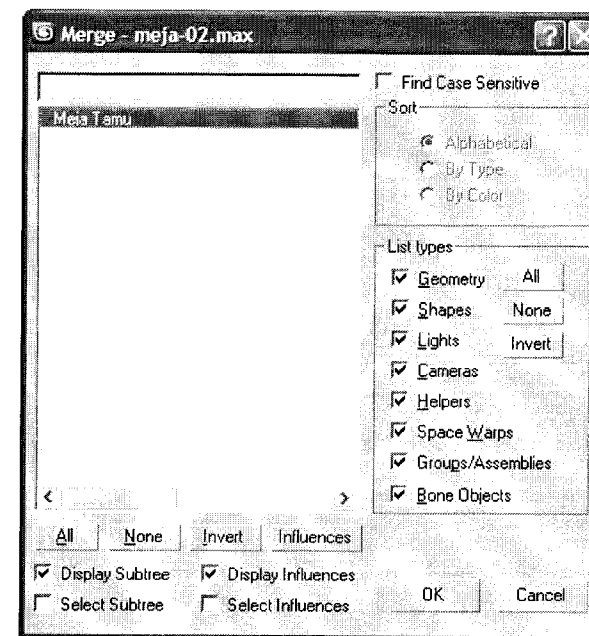 Merge - meja-02.max
Find Case Sensitive
Meja Tamu
Sort
Alphabetical
By Type
By Color
List types
Geometry All
Shapes None
Lights Invert
Cameras
Helpers
Space Warps
Groups/Assemblies
Bone Objects
All None Invert Influences
Display Subtree Display Influences
Select Subtree Select Influences
OK Cancel